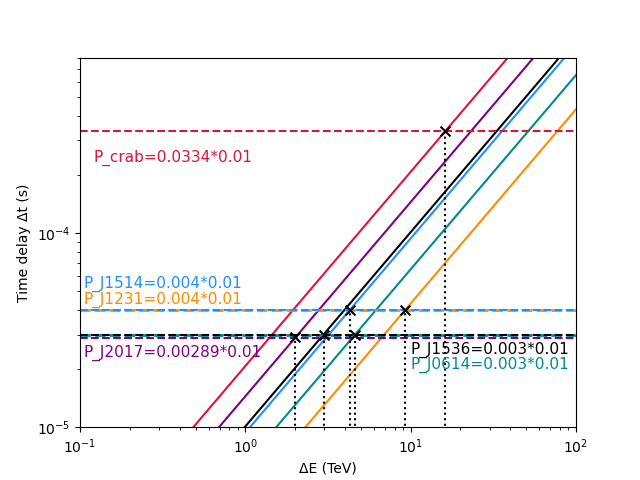 P_crab=0.0334*0.01
Time delay Δt (s)
10⁻⁴
P_J1514=0.004*0.01
P_J1231=0.004*0.01
P_J2017=0.00289*0.01
P_J1536=0.003*0.01
P_J0614=0.003*0.01
10⁻⁵
10⁻¹ 10⁰ 10¹ 10²
ΔE (TeV)